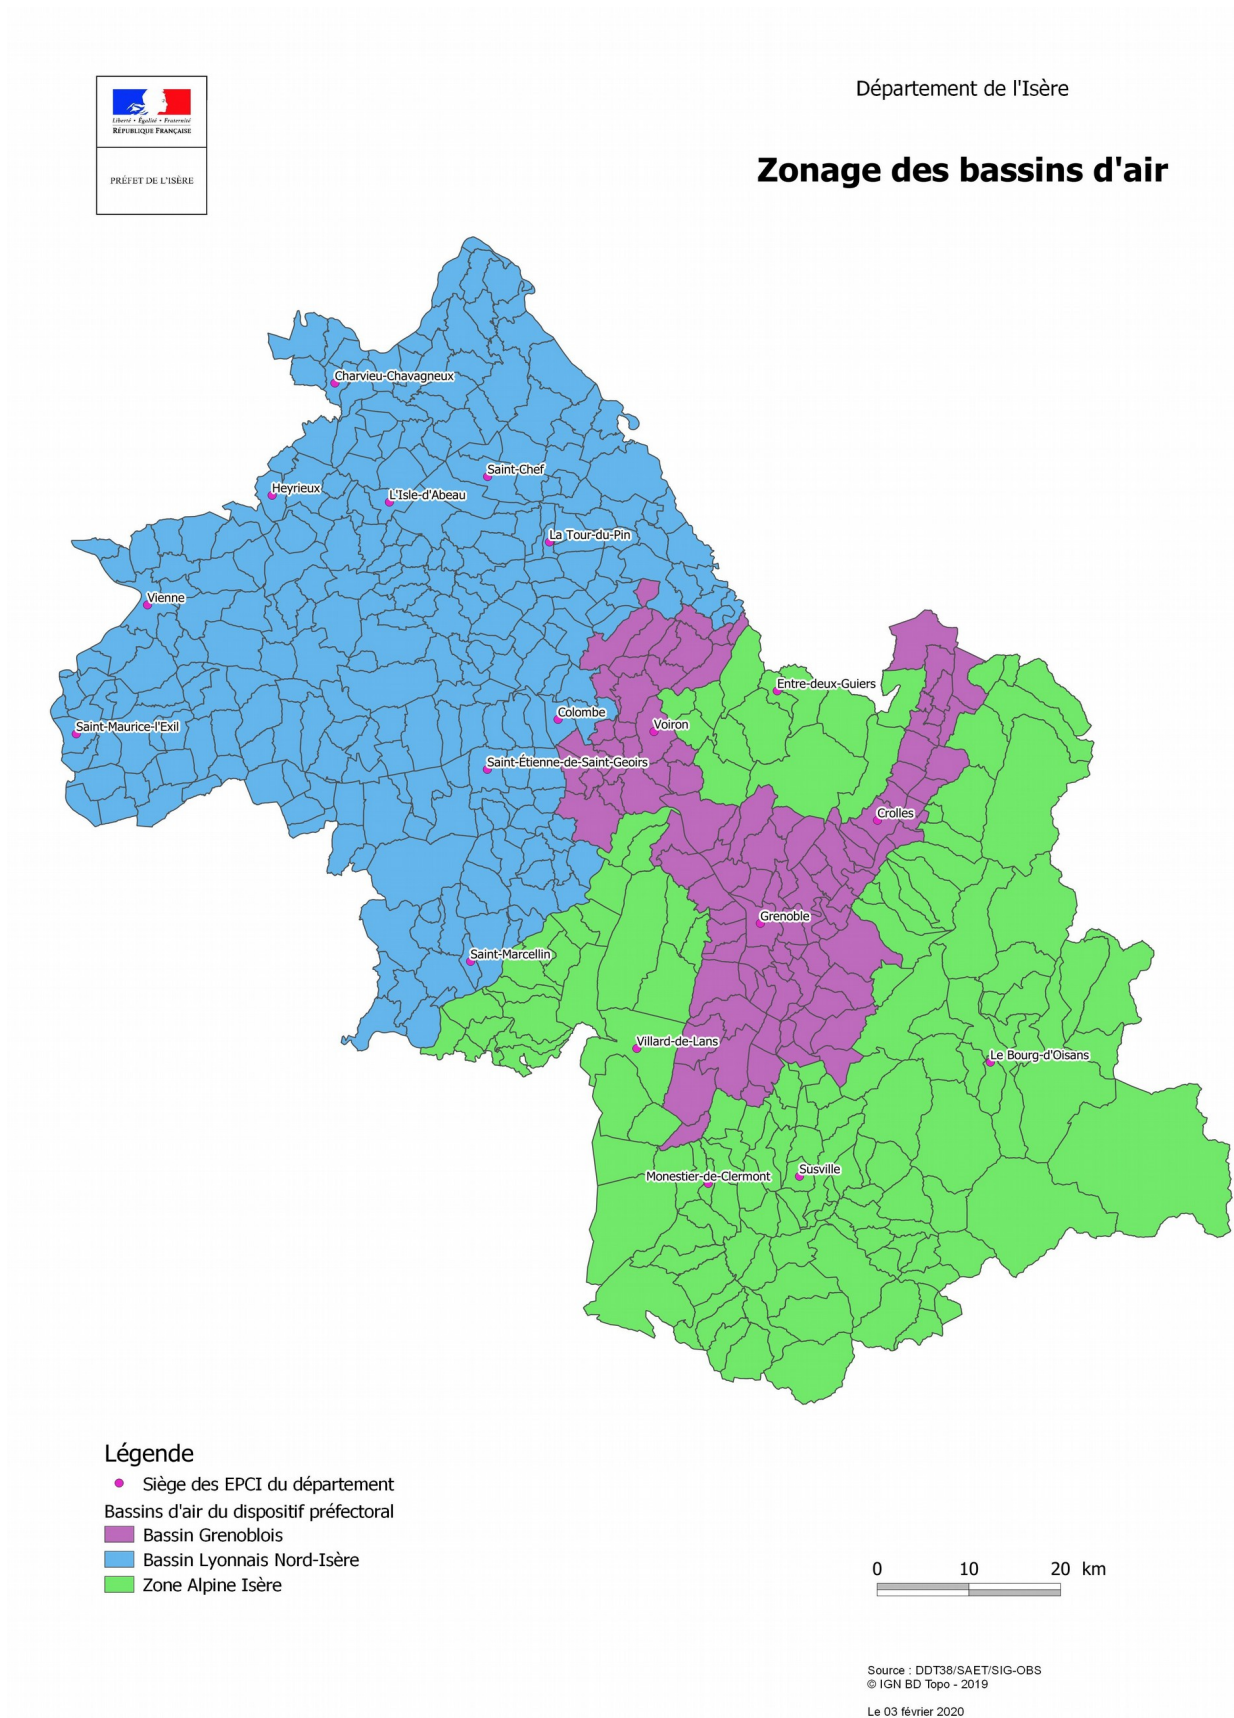 Département de l'Isère
Liberté • Égalité • Fraternité
RÉPUBLIQUE FRANÇAISE
PRÉFET DE L'ISÈRE
Zonage des bassins d'air
Charvieu-Chavagneux
Saint-Chef
Heyrieux
L'Isle-d'Abeau
La Tour-du-Pin
Vienne
Entre-deux-Guiers
Colombe
Saint-Maurice-l'Exil
Voiron
Saint-Étienne-de-Saint-Geoirs
Crolles
Grenoble
Saint-Marcellin
Villard-de-Lans
Le Bourg-d'Oisans
Monestier-de-Clermont
Susville
Légende
Siège des EPCI du département
Bassins d'air du dispositif préfectoral
Bassin Grenoblois
Bassin Lyonnais Nord-Isère
Zone Alpine Isère
0 10 20 km
Source : DDT38/SAET/SIG-OBS
© IGN BD Topo - 2019
Le 03 février 2020